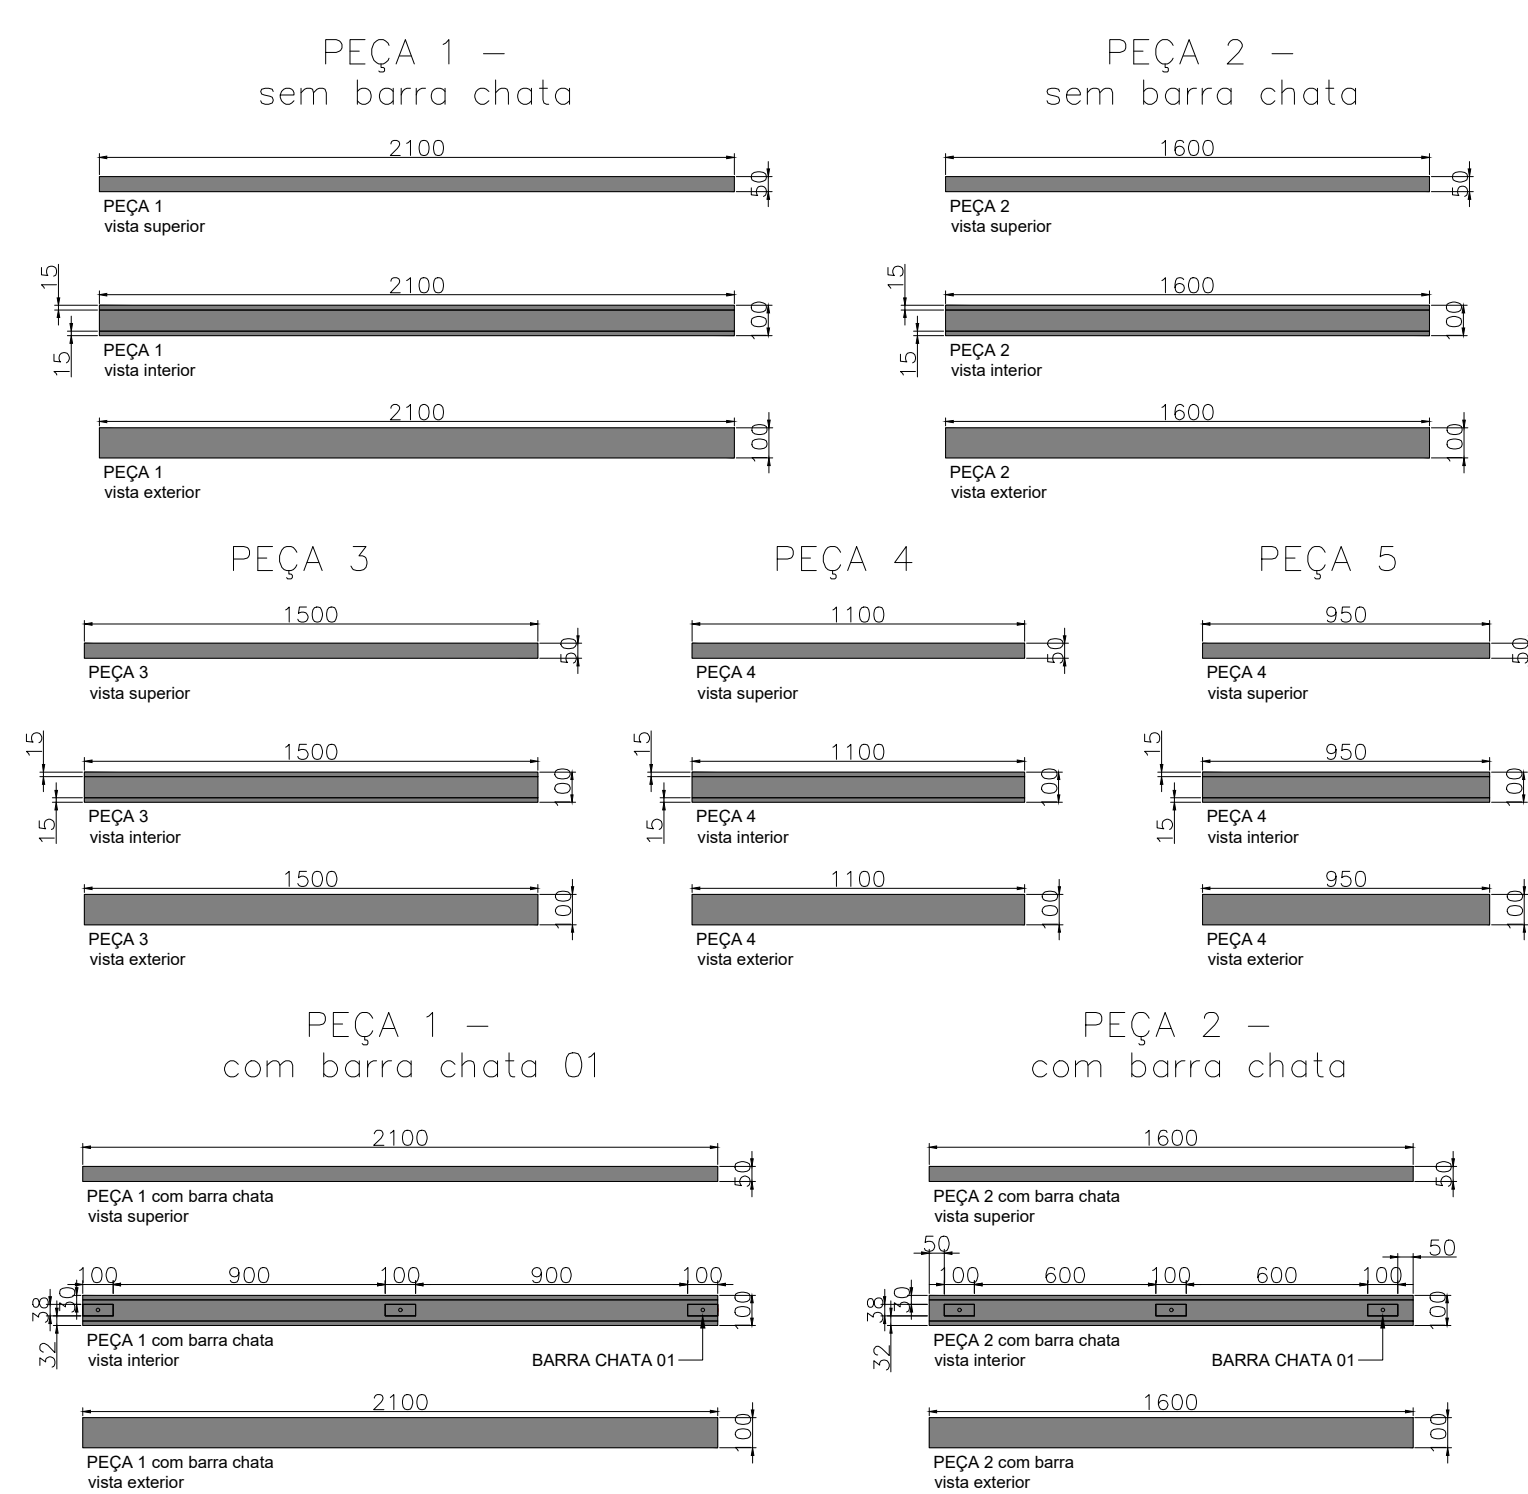 PEÇA 1 –
sem barra chata
2100
50
PEÇA 1
vista superior
15
2100
100
15
PEÇA 1
vista interior
2100
100
PEÇA 1
vista exterior
PEÇA 2 –
sem barra chata
1600
50
PEÇA 2
vista superior
15
1600
100
15
PEÇA 2
vista interior
1600
100
PEÇA 2
vista exterior
PEÇA 3
1500
50
PEÇA 3
vista superior
15
1500
100
15
PEÇA 3
vista interior
1500
100
PEÇA 3
vista exterior
PEÇA 4
1100
50
PEÇA 4
vista superior
15
1100
100
15
PEÇA 4
vista interior
1100
100
PEÇA 4
vista exterior
PEÇA 5
950
50
PEÇA 4
vista superior
15
950
100
15
PEÇA 4
vista interior
950
100
PEÇA 4
vista exterior
PEÇA 1 –
com barra chata 01
2100
50
PEÇA 1 com barra chata
vista superior
100 900 100 900 100
30
38
32
100
PEÇA 1 com barra chata
vista interior
BARRA CHATA 01
2100
100
PEÇA 1 com barra chata
vista exterior
PEÇA 2 –
com barra chata
1600
50
PEÇA 2 com barra chata
vista superior
50 50
100 600 100 600 100
30
38
32
100
PEÇA 2 com barra chata
vista interior
BARRA CHATA 01
1600
100
PEÇA 2 com barra
vista exterior